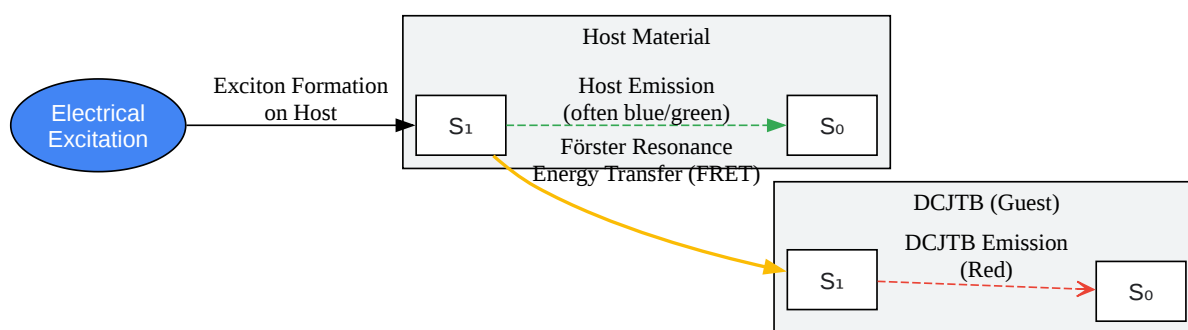 Host Material
Electrical
Excitation
Exciton Formation
on Host
S₁
Host Emission
(often blue/green)
S₀
Förster Resonance
Energy Transfer (FRET)
DCJTB (Guest)
S₁
DCJTB Emission
(Red)
S₀